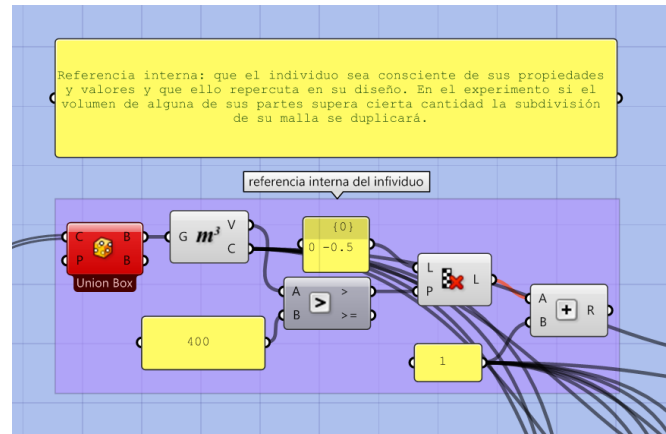 Referencia interna: que el individuo sea consciente de sus propiedades
y valores y que ello repercuta en su diseño. En el experimento si el
volumen de alguna de sus partes supera cierta cantidad la subdivisión
de su malla se duplicará.
referencia interna del infividuo
C B
P B
Union Box
G m³ V
C
{0}
0 -0.5
A >
B >=
>
L L
P
A R
B
400
1